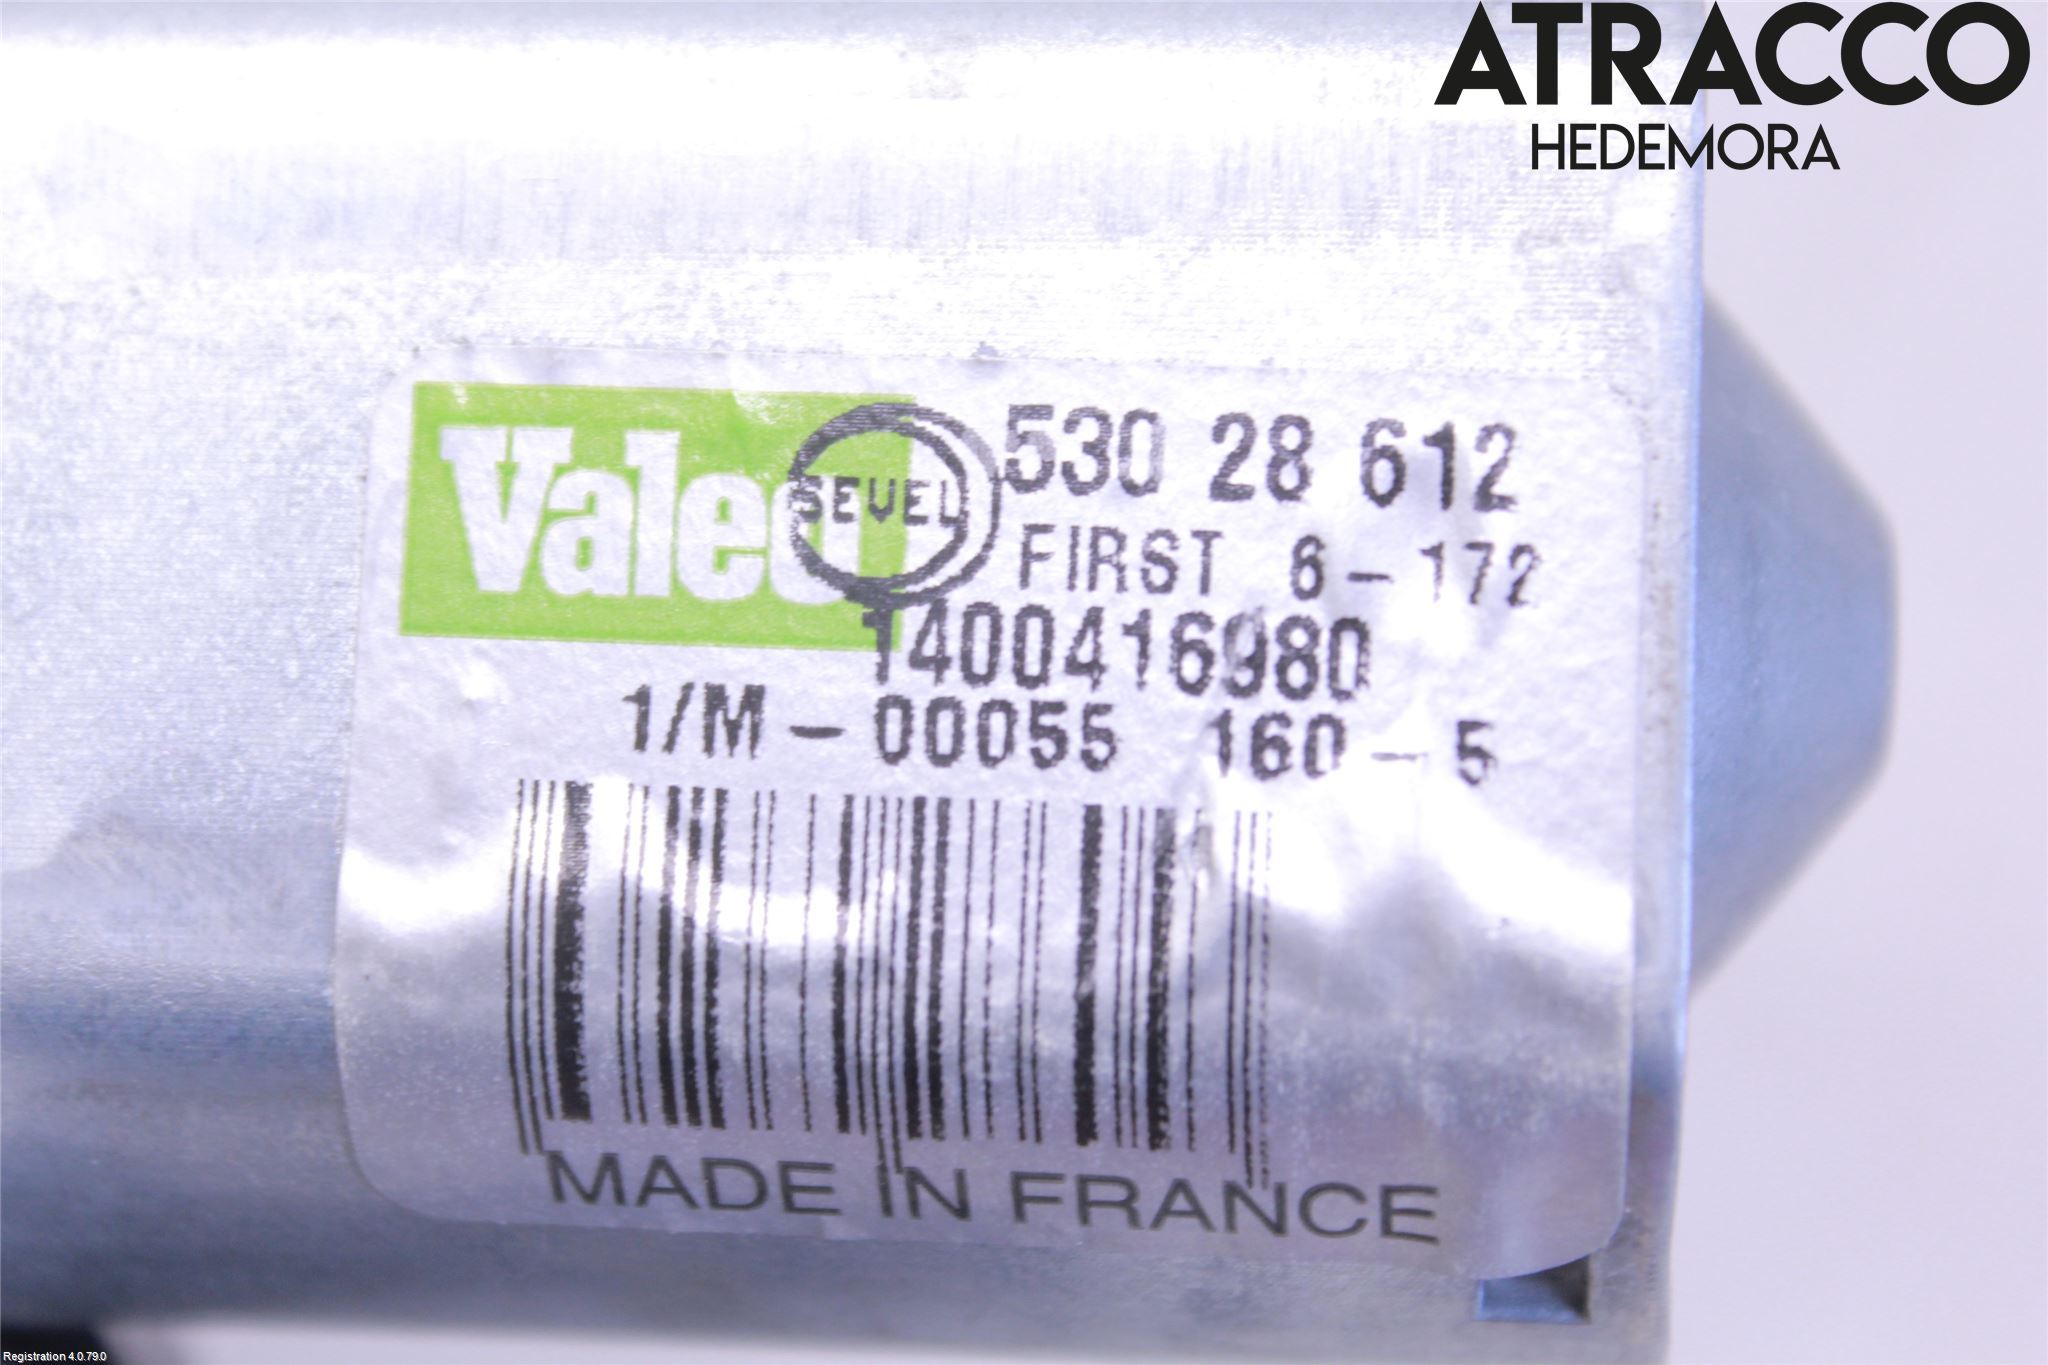 ATRACCO
HEDEMORA
Valeo
SEVEL
530 28 612
FIRST 6-172
1400416980
1/M-00055 160-5
MADE IN FRANCE
Registration 4.0.79.0